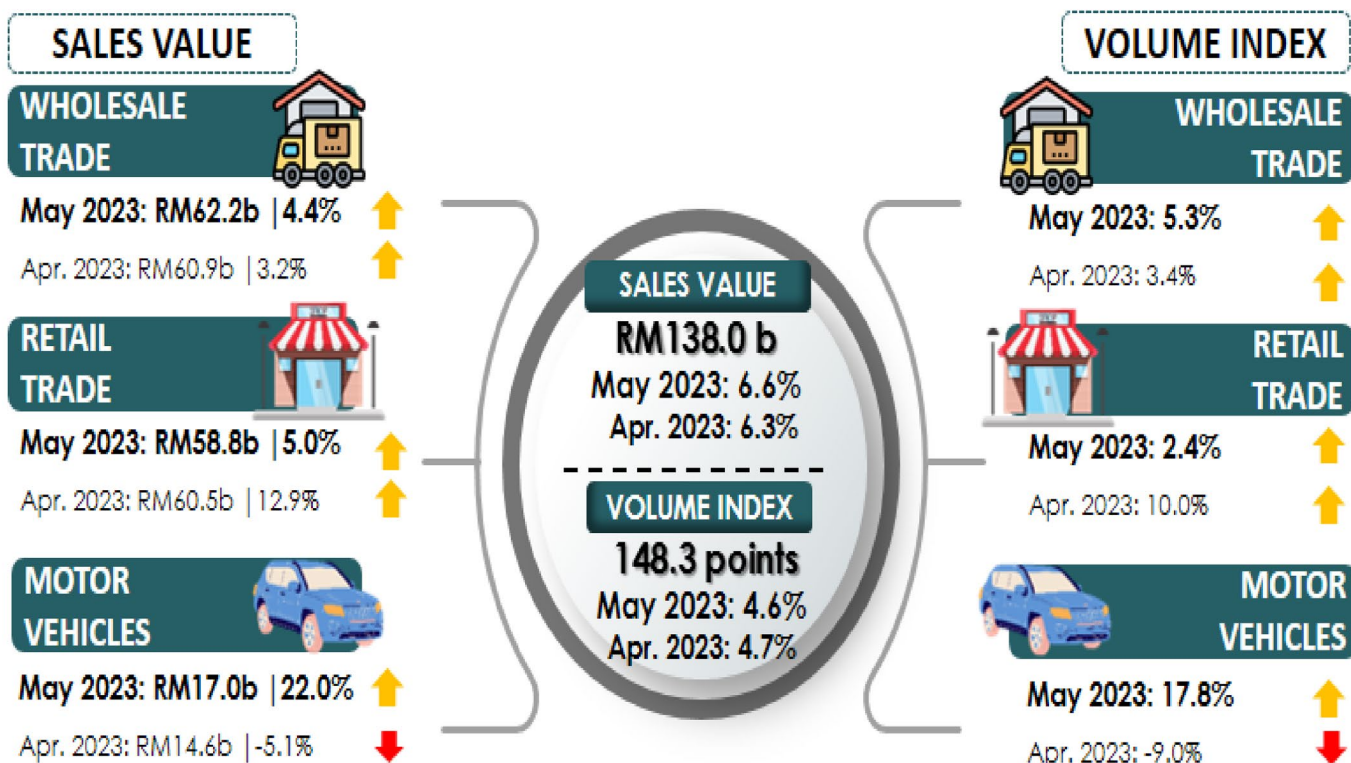 SALES VALUE
WHOLESALE
TRADE
May 2023: RM62.2b |4.4%
Apr. 2023: RM60.9b |3.2%
RETAIL
TRADE
May 2023: RM58.8b |5.0%
Apr. 2023: RM60.5b |12.9%
MOTOR
VEHICLES
May 2023: RM17.0b |22.0%
Apr. 2023: RM14.6b |-5.1%
SALES VALUE
RM138.0 b
May 2023: 6.6%
Apr. 2023: 6.3%
VOLUME INDEX
148.3 points
May 2023: 4.6%
Apr. 2023: 4.7%
VOLUME INDEX
WHOLESALE
TRADE
May 2023: 5.3%
Apr. 2023: 3.4%
RETAIL
TRADE
May 2023: 2.4%
Apr. 2023: 10.0%
MOTOR
VEHICLES
May 2023: 17.8%
Apr. 2023: -9.0%